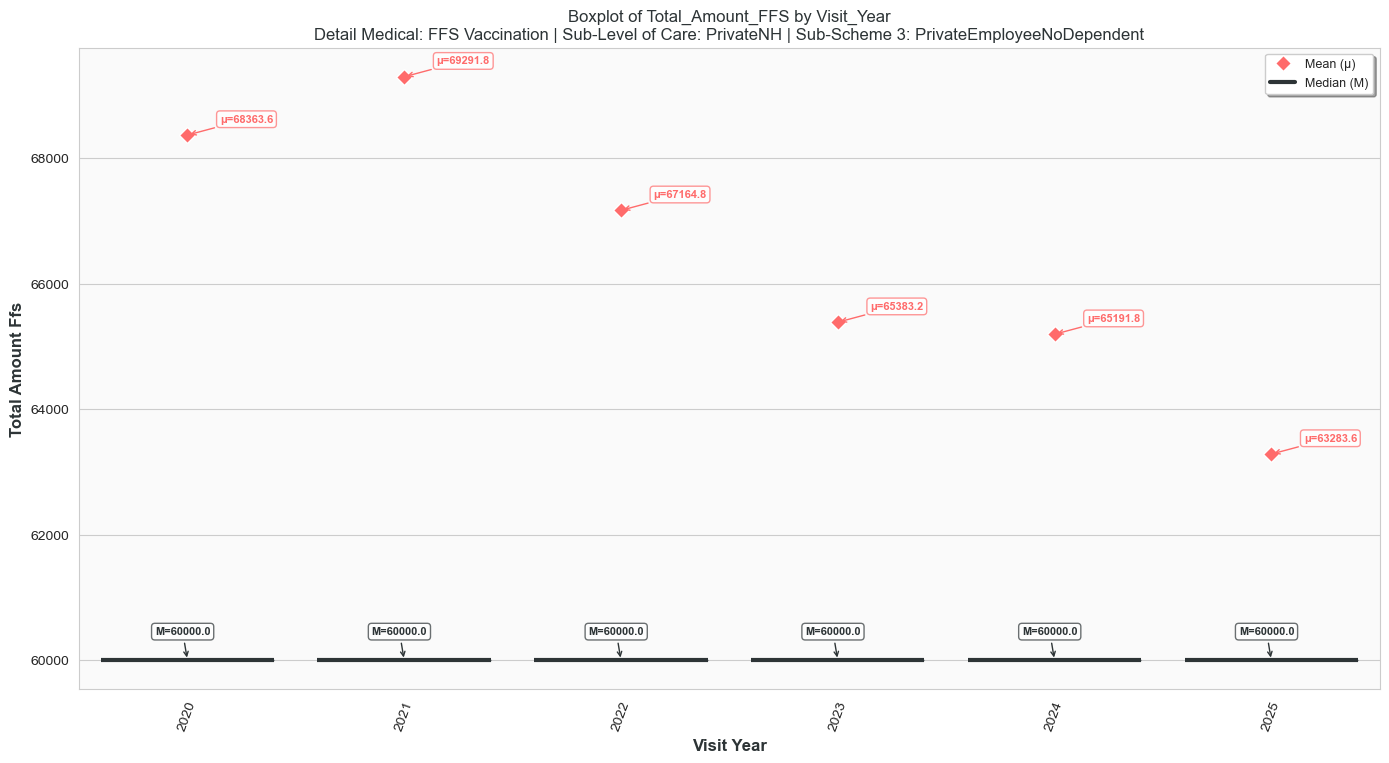 Boxplot of Total_Amount_FFS by Visit_Year
Detail Medical: FFS Vaccination | Sub-Level of Care: PrivateNH | Sub-Scheme 3: PrivateEmployeeNoDependent
Mean (μ)
Median (M)
μ=69291.8
μ=68363.6
μ=67164.8
μ=65383.2
μ=65191.8
μ=63283.6
M=60000.0
M=60000.0
M=60000.0
M=60000.0
M=60000.0
M=60000.0
68000
66000
64000
62000
60000
Total Amount Ffs
2020
2021
2022
2023
2024
2025
Visit Year